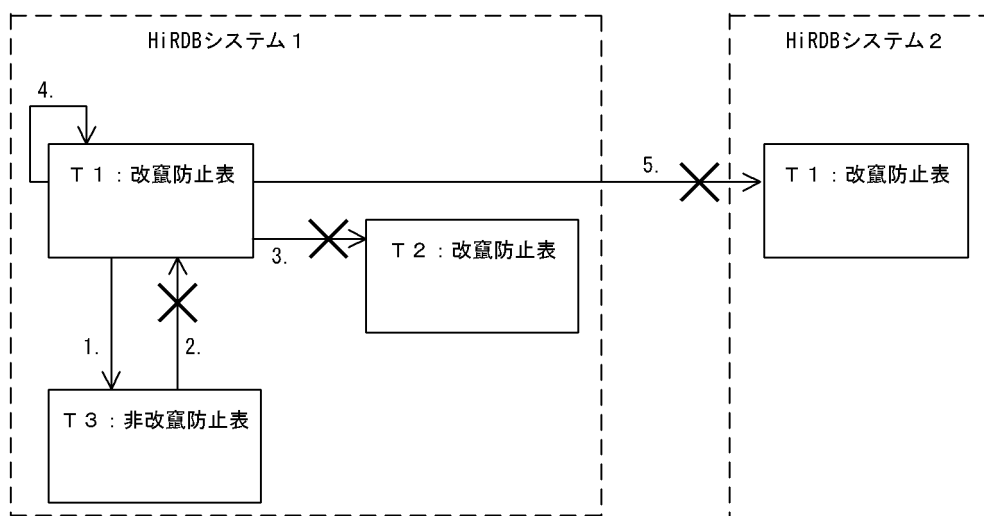 HiRDBシステム１
HiRDBシステム２
4.
Ｔ１：改竄防止表
5.
Ｔ１：改竄防止表
3.
Ｔ２：改竄防止表
1.
2.
Ｔ３：非改竄防止表